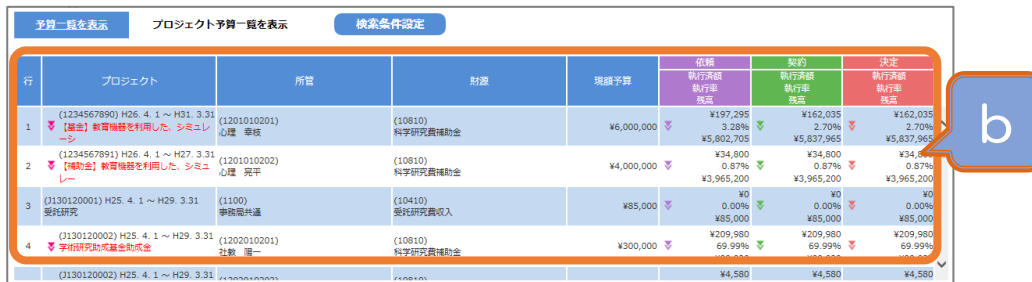 予算一覧を表示 プロジェクト予算一覧を表示 検索条件設定
行 プロジェクト 所管 財源 現額予算 依頼 契約 決定
執行済額 執行済額 執行済額
執行率 執行率 執行率
残高 残高 残高
(1234567890) H26. 4. 1 ～ H31. 3.31 (1201010201) (10810) ¥197,295 ¥162,035 ¥162,035
1 【基金】教育機器を利用した、シミュレ 心理 幸枝 科学研究費補助金 ¥6,000,000 3.28% 2.70% 2.70%
ーシ ¥5,802,705 ¥5,837,965 ¥5,837,965
(1234567891) H26. 4. 1 ～ H27. 3.31 (1201010202) (10810) ¥34,800 ¥34,800
2 【補助金】教育機器を利用した、シミュ 心理 亮平 科学研究費補助金 ¥4,000,000 0.87% 0.87% 0.87%
レー ¥3,965,200 ¥3,965,200 ¥3,965,200
(J130120001) H25. 4. 1 ～ H29. 3.31 (1100) (10410) ¥0 ¥0 ¥0
3 受託研究 事務局共通 受託研究費収入 ¥85,000 0.00% 0.00% 0.00%
¥85,000 ¥85,000 ¥85,000
(J130120002) H25. 4. 1 ～ H29. 3.31 (1202010201) (10810) ¥209,980 ¥209,980 ¥209,980
4 学術研究助成基金助成金 社教 陽一 科学研究費補助金 ¥300,000 69.99% 69.99% 69.99%
(J130120002) H25. 4. 1 ～ H29. 3.31 ¥4,580 ¥4,580 ¥4,580
b